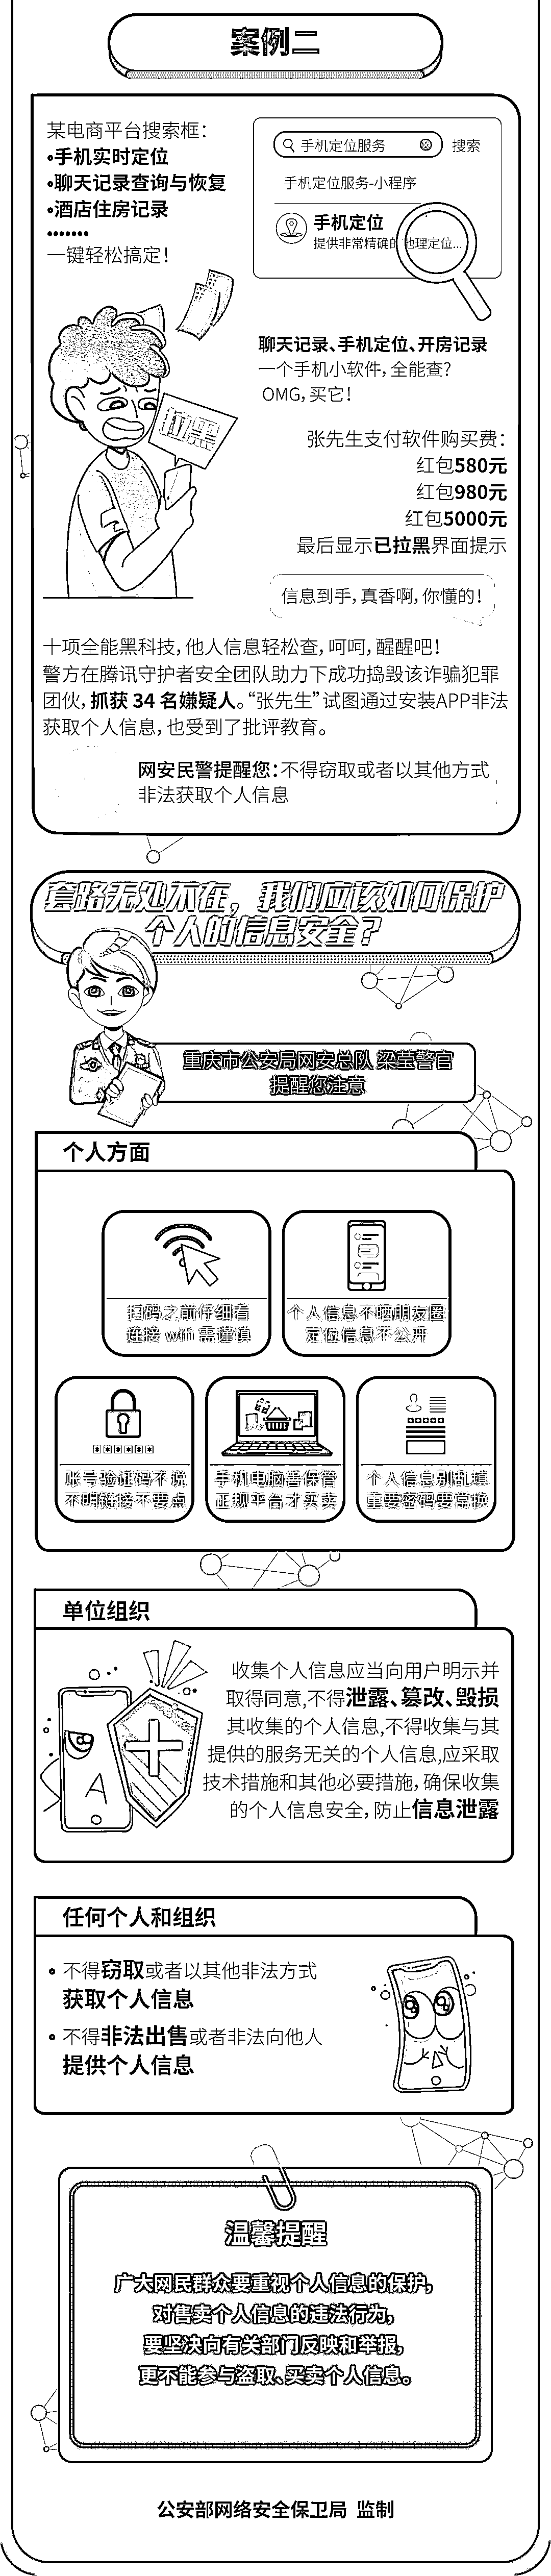 案例二
某电商平台搜索框：
•手机实时定位
•聊天记录查询与恢复
•酒店住房记录
•••••••
一键轻松搞定！
手机定位服务
搜索
手机定位服务-小程序
手机定位
提供非常精确的地理定位...
拉黑
聊天记录、手机定位、开房记录
一个手机小软件，全能查？
OMG，买它！
张先生支付软件购买费：
红包580元
红包980元
红包5000元
最后显示已拉黑界面提示
信息到手，真香啊，你懂的！
十项全能黑科技，他人信息轻松查，呵呵，醒醒吧！
警方在腾讯守护者安全团队助力下成功捣毁该诈骗犯罪
团伙，抓获 34 名嫌疑人。“张先生”试图通过安装APP非法
获取个人信息，也受到了批评教育。
网安民警提醒您：不得窃取或者以其他方式
非法获取个人信息
套路无处不在，我们应该如何保护
个人的信息安全？
重庆市公安局网安总队 梁莹警官
提醒您注意
个人方面
扫码之前仔细看
连接 wifi 需谨慎
个人信息不晒朋友圈
定位信息不公开
账号验证码不说
不明链接不要点
手机电脑善保管
正规平台才买卖
个人信息别乱填
重要密码要常换
单位组织
收集个人信息应当向用户明示并
取得同意,不得泄露、篡改、毁损
其收集的个人信息,不得收集与其
提供的服务无关的个人信息,应采取
技术措施和其他必要措施，确保收集
的个人信息安全，防止信息泄露
任何个人和组织
• 不得窃取或者以其他非法方式
获取个人信息
• 不得非法出售或者非法向他人
提供个人信息
温馨提醒
广大网民群众要重视个人信息的保护，
对售卖个人信息的违法行为，
要坚决向有关部门反映和举报，
更不能参与盗取、买卖个人信息。
公安部网络安全保卫局 监制